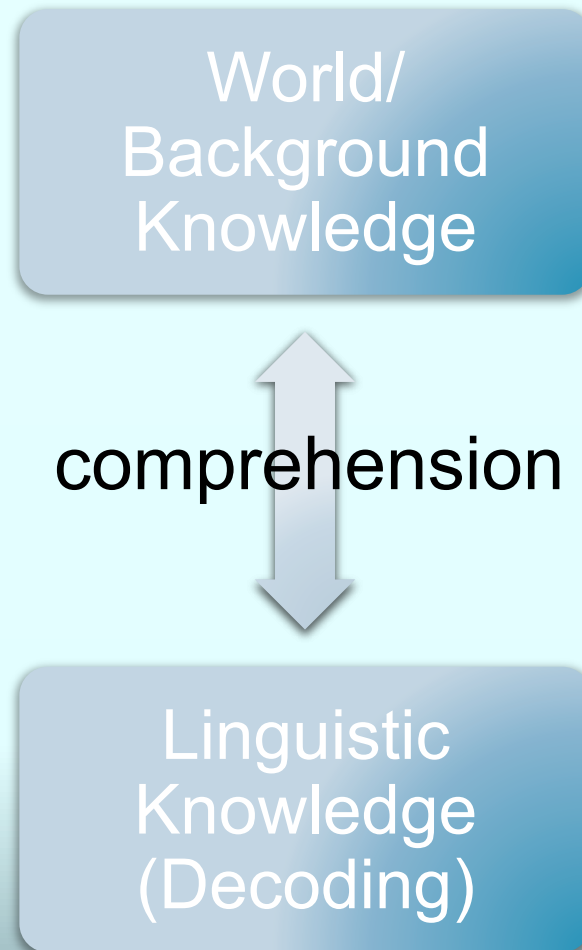 World/
Background
Knowledge
comprehension
Linguistic
Knowledge
(Decoding)